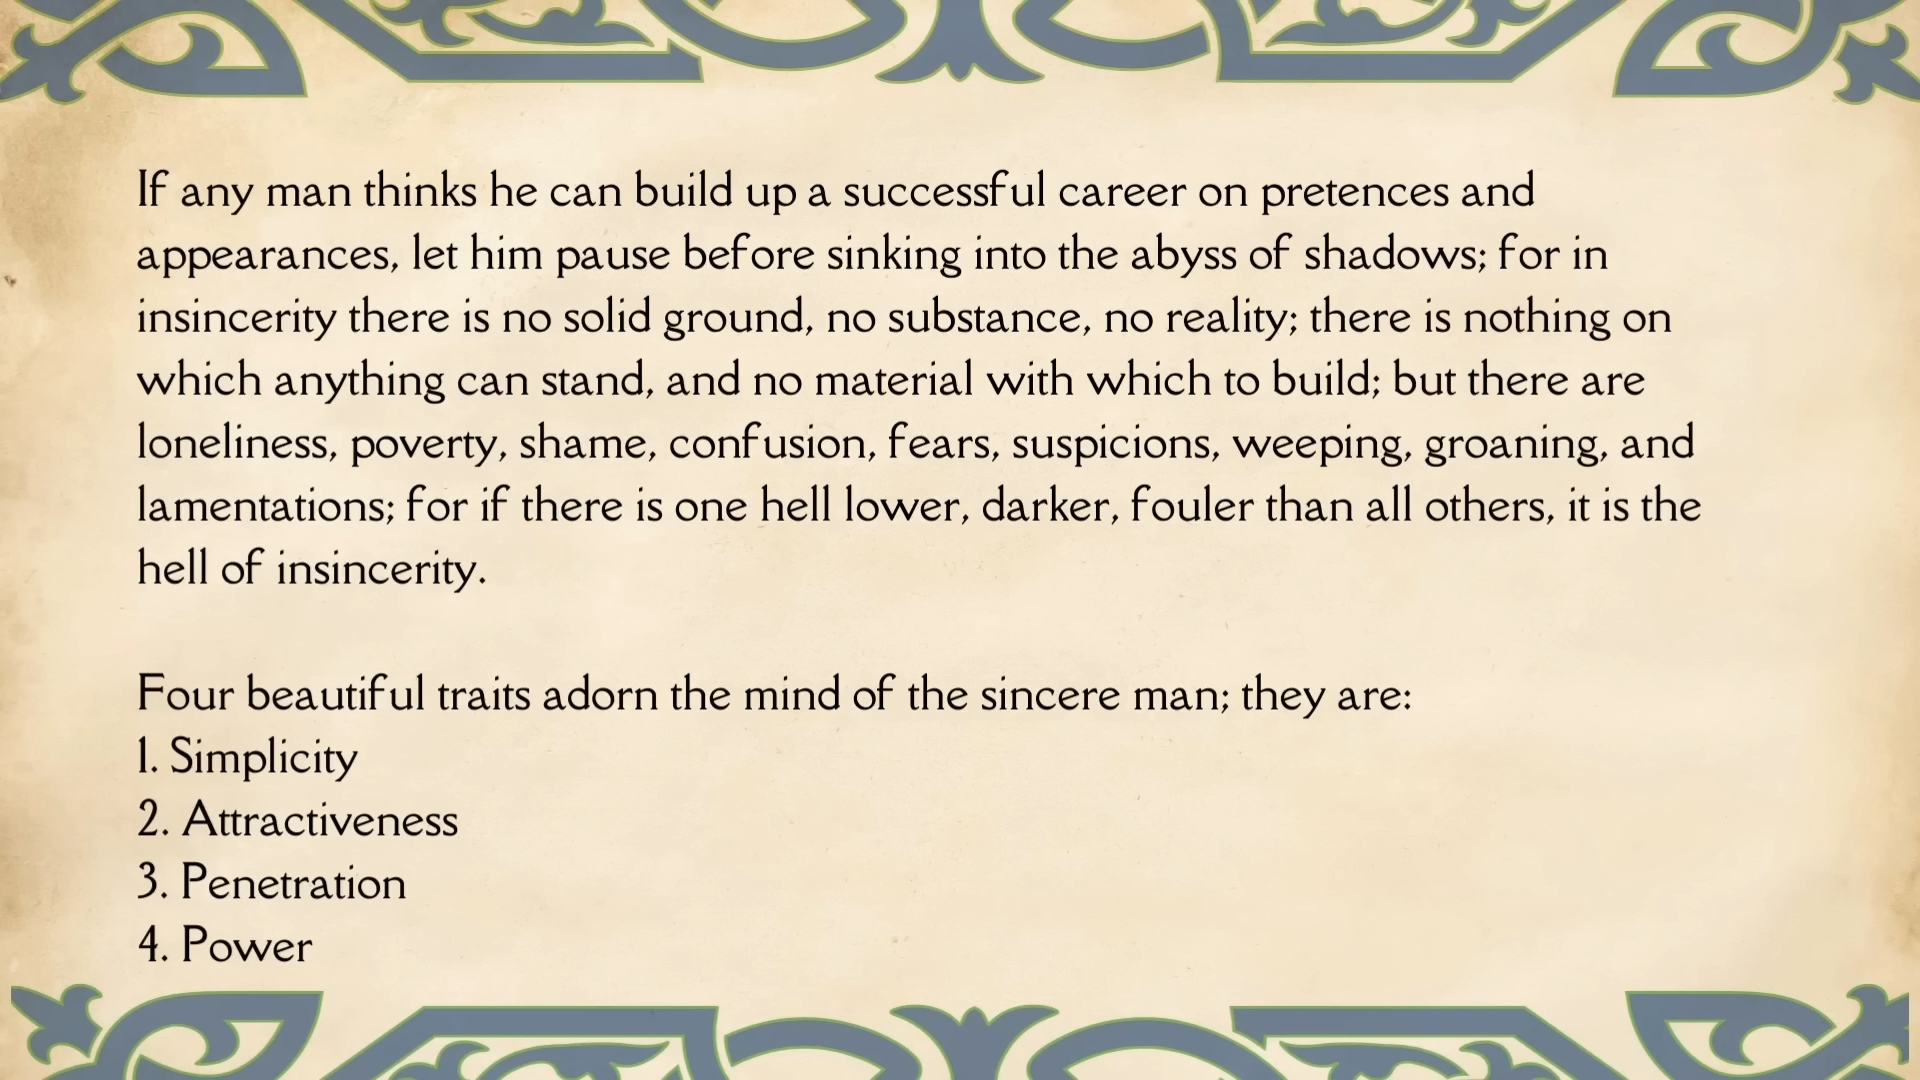 If any man thinks he can build up a successful career on pretences and
appearances, let him pause before sinking into the abyss of shadows; for in
insincerity there is no solid ground, no substance, no reality; there is nothing on
which anything can stand, and no material with which to build; but there are
loneliness, poverty, shame, confusion, fears, suspicions, weeping, groaning, and
lamentations; for if there is one hell lower, darker, fouler than all others, it is the
hell of insincerity.
Four beautiful traits adorn the mind of the sincere man; they are:
1. Simplicity
2. Attractiveness
3. Penetration
4. Power